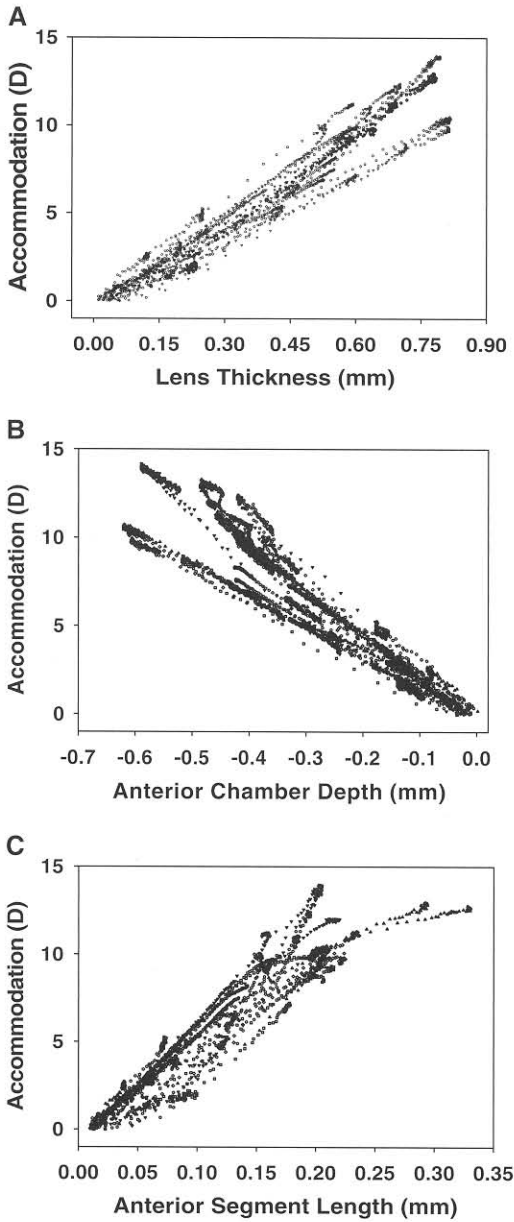 A
Accommodation (D)
15
10
5
0
0.00 0.15 0.30 0.45 0.60 0.75 0.90
Lens Thickness (mm)
B
Accommodation (D)
15
10
5
0
-0.7 -0.6 -0.5 -0.4 -0.3 -0.2 -0.1 0.0
Anterior Chamber Depth (mm)
C
Accommodation (D)
15
10
5
0
0.00 0.05 0.10 0.15 0.20 0.25 0.30 0.35
Anterior Segment Length (mm)